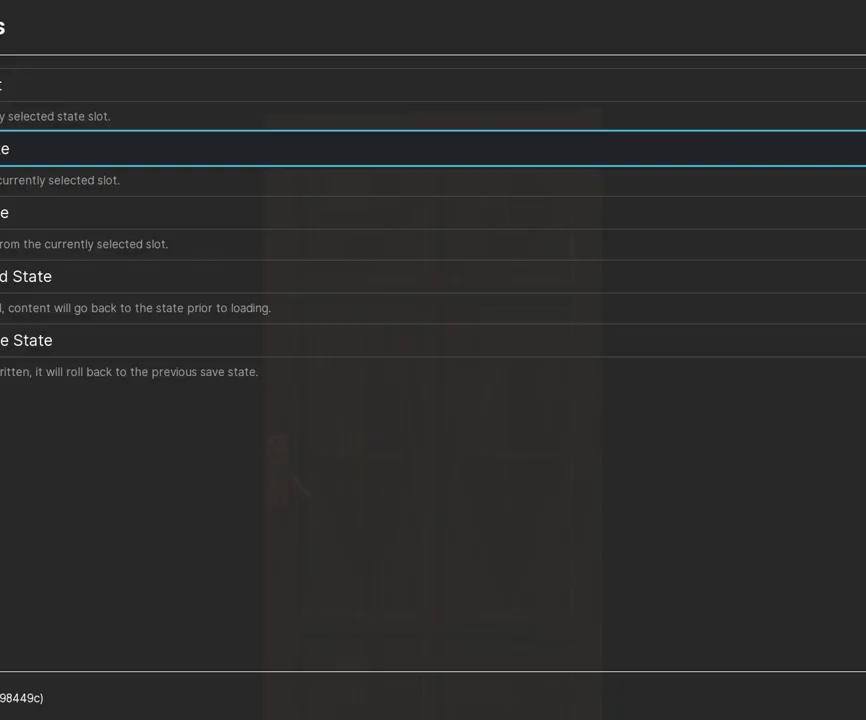 s
t
y selected state slot.
te
currently selected slot.
e
rom the currently selected slot.
d State
, content will go back to the state prior to loading.
e State
ritten, it will roll back to the previous save state.
98449c)